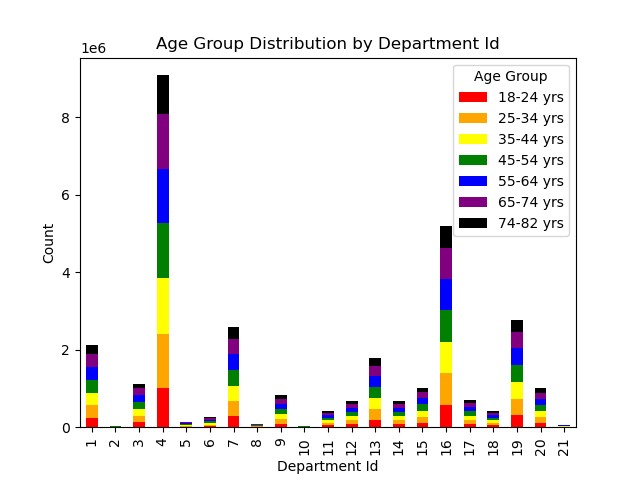 Age Group Distribution by Department Id
1e6
Age Group
18-24 yrs
25-34 yrs
35-44 yrs
45-54 yrs
55-64 yrs
65-74 yrs
74-82 yrs
8
6
4
2
0
Count
1 2 3 4 5 6 7 8 9 10 11 12 13 14 15 16 17 18 19 20 21
Department Id